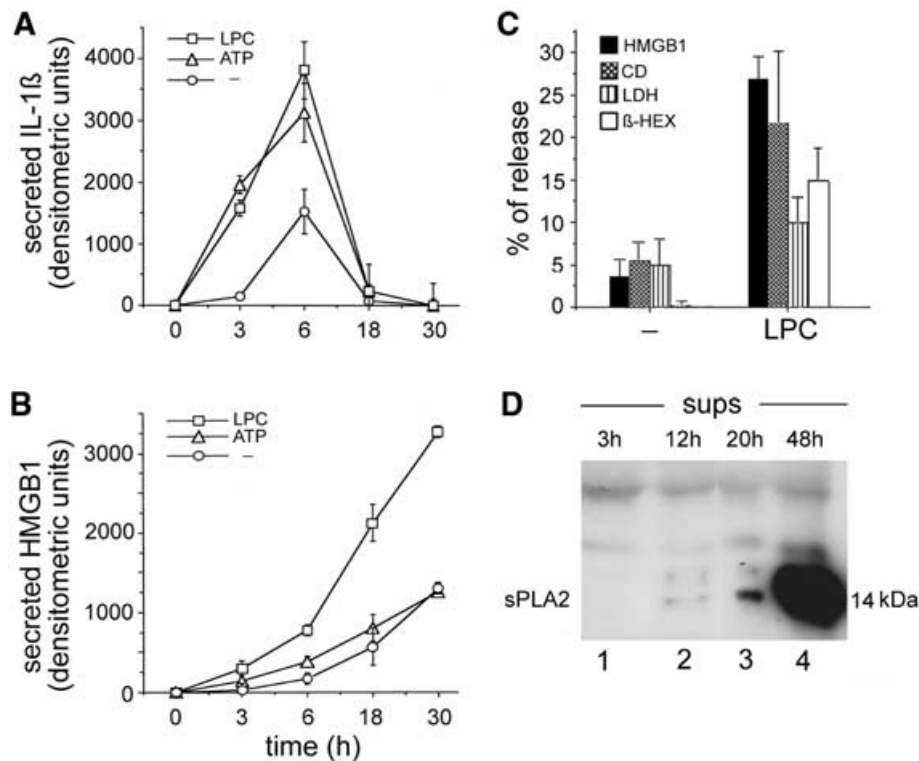 A
LPC
ATP
–
secreted IL-1ß
(densitometric units)
4000
3000
2000
1000
0
0 3 6 18 30
B
LPC
ATP
–
secreted HMGB1
(densitometric units)
3000
2000
1000
0
0 3 6 18 30
time (h)
C
HMGB1
CD
LDH
ß-HEX
% of release
30
25
20
15
10
5
0
– LPC
D
sups
3h 12h 20h 48h
sPLA2
14 kDa
1 2 3 4